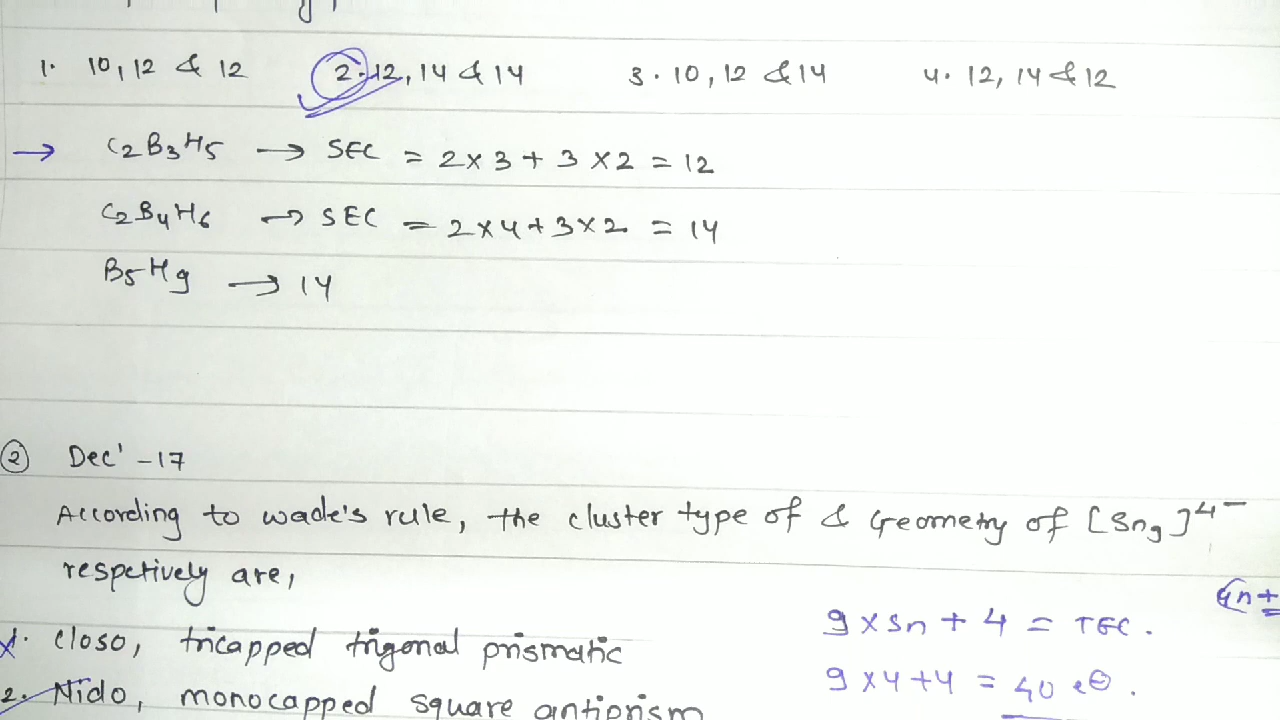 1. 10, 12 & 12 2. 12, 14 & 14 3. 10, 12 & 14 4. 12, 14 & 12
→ C2B3H5 → SEC = 2 x 3 + 3 x 2 = 12
C2B4H6 → SEC = 2 x 4 + 3 x 2 = 14
B5H9 → 14
② Dec' - 17
According to wade's rule, the cluster type of & Geometry of [Sn9]4-
respetively are,
4n+
9 x Sn + 4 = TEC.
1. Closo, tricapped trigonal prismatic
9 x 4 + 4 = 40 e⊖.
2. Nido, monocapped square antiprism